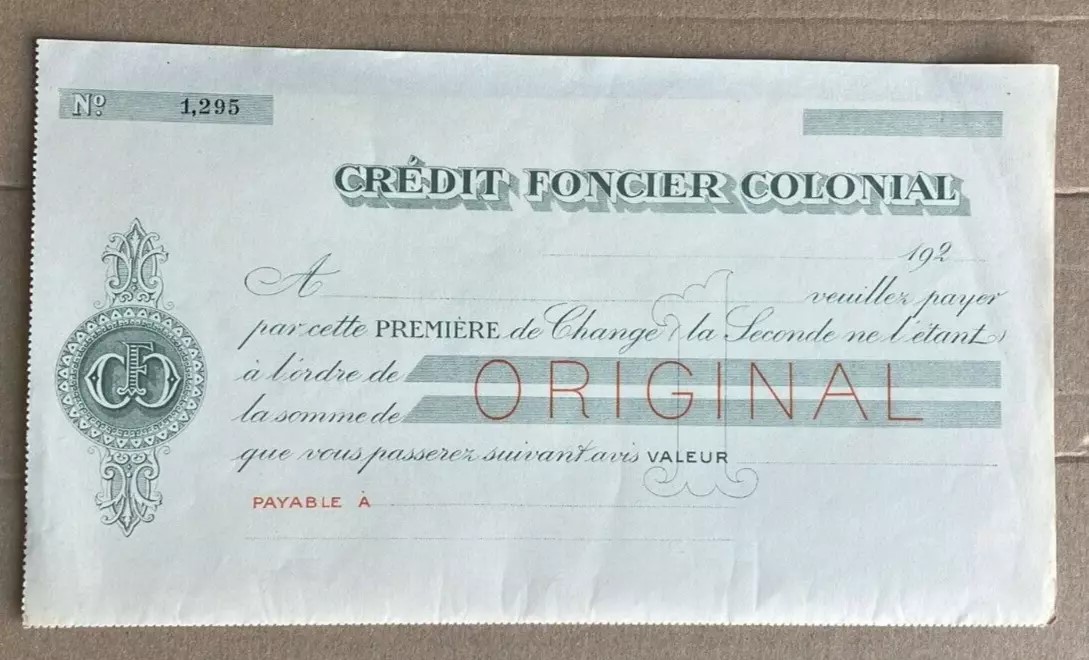 Nº 1,295
CRÉDIT FONCIER COLONIAL
192
A veuillez payer
par cette PREMIÈRE de Change (la Seconde ne l'étant)
à l'ordre de
ORIGINAL
la somme de
que vous passerez suivant avis VALEUR
PAYABLE À
CFC